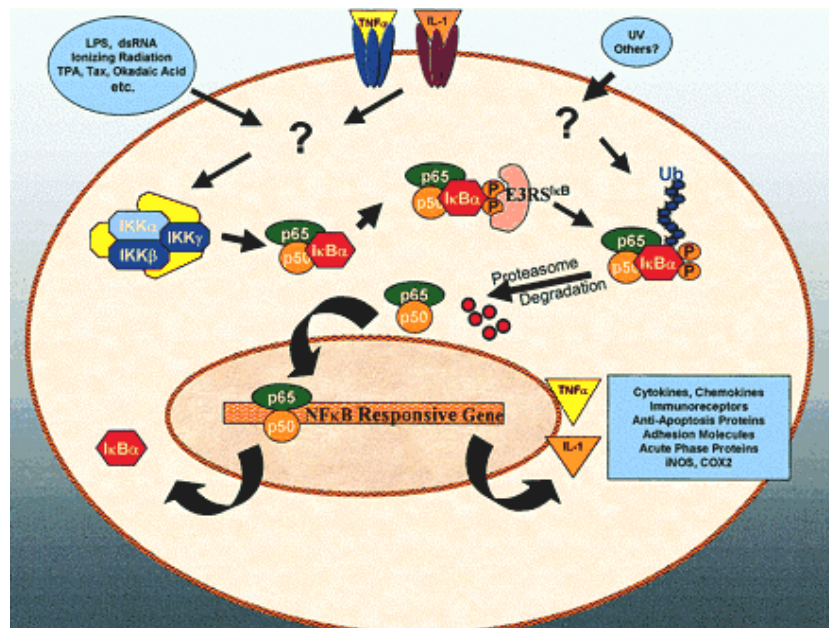 TNFα
IL-1
LPS, dsRNA
Ionizing Radiation
TPA, Tax, Okadaic Acid
etc.
UV
Others?
?
?
p65
p50
IκBα
P
P
E3RS^IκB
Ub
IKKα
IKKγ
IKKβ
p65
p50
IκBα
p65
p50
IκBα
P
P
Proteasome
Degradation
p65
p50
p65
p50
NFκB Responsive Gene
TNFα
IL-1
Cytokines, Chemokines
Immunoreceptors
Anti-Apoptosis Proteins
Adhesion Molecules
Acute Phase Proteins
iNOS, COX2
IκBα